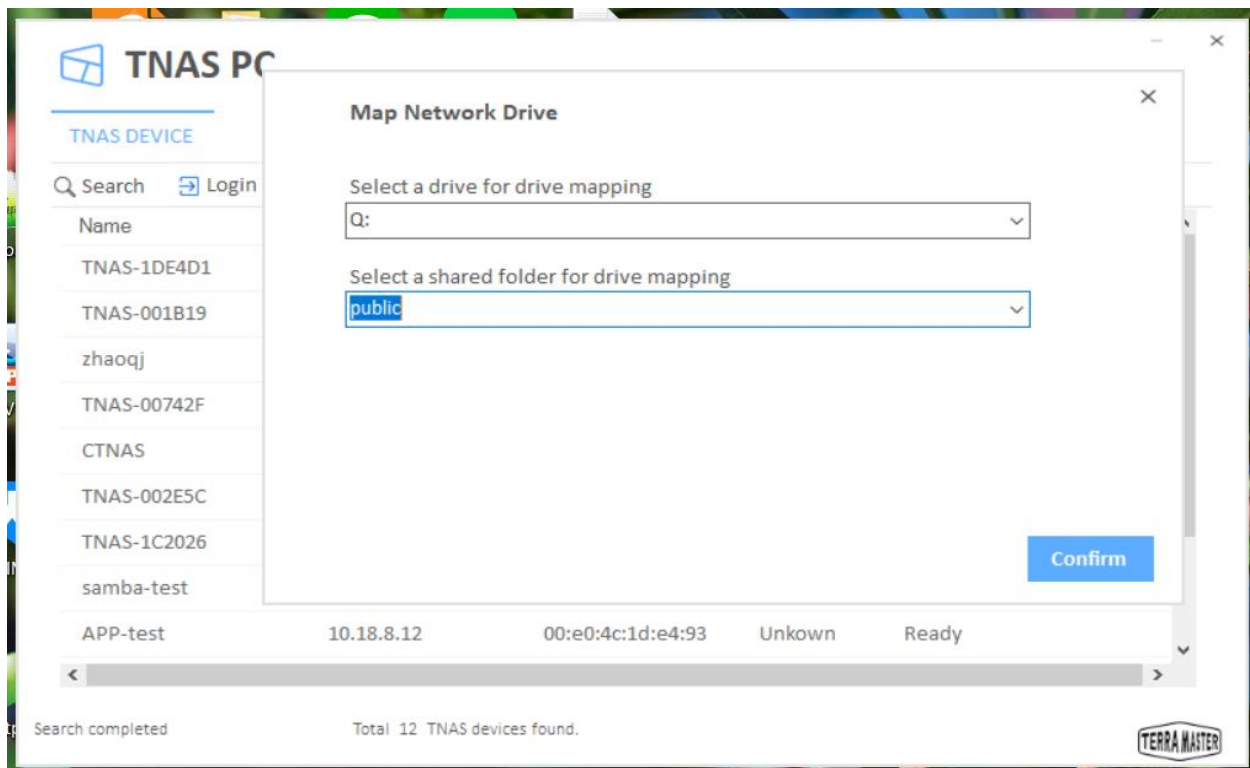 TNAS PC
Map Network Drive
TNAS DEVICE
Search Login
Select a drive for drive mapping
Name
Q:
TNAS-1DE4D1
Select a shared folder for drive mapping
TNAS-001B19
public
zhaoqj
TNAS-00742F
CTNAS
TNAS-002E5C
TNAS-1C2026
Confirm
samba-test
APP-test 10.18.8.12 00:e0:4c:1d:e4:93 Unkown Ready
Search completed Total 12 TNAS devices found.
TERRAMASTER